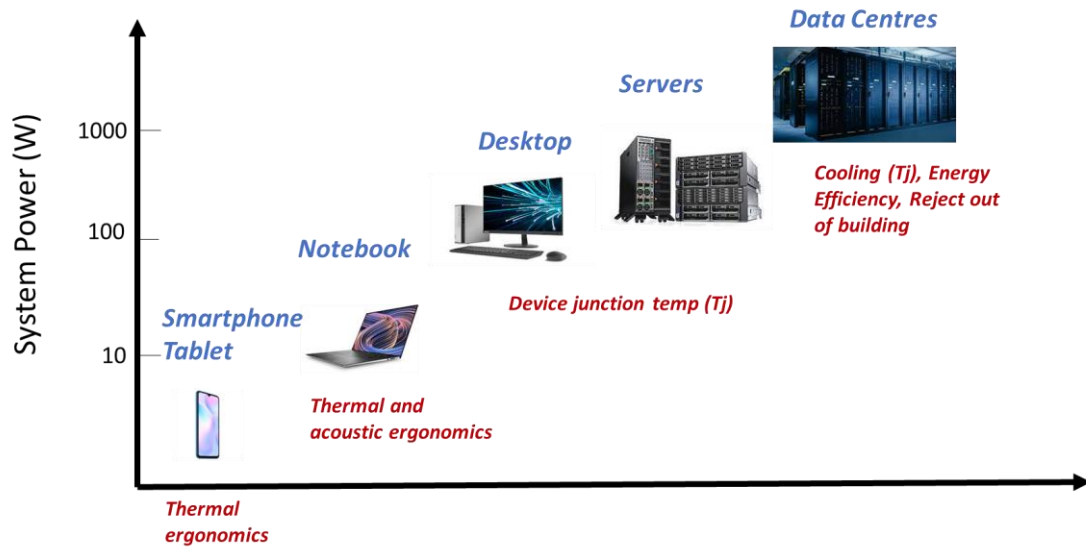 Data Centres
Servers
Desktop
Notebook
Smartphone
Tablet
System Power (W)
1000
100
10
Cooling (Tj), Energy
Efficiency, Reject out
of building
Device junction temp (Tj)
Thermal and
acoustic ergonomics
Thermal
ergonomics